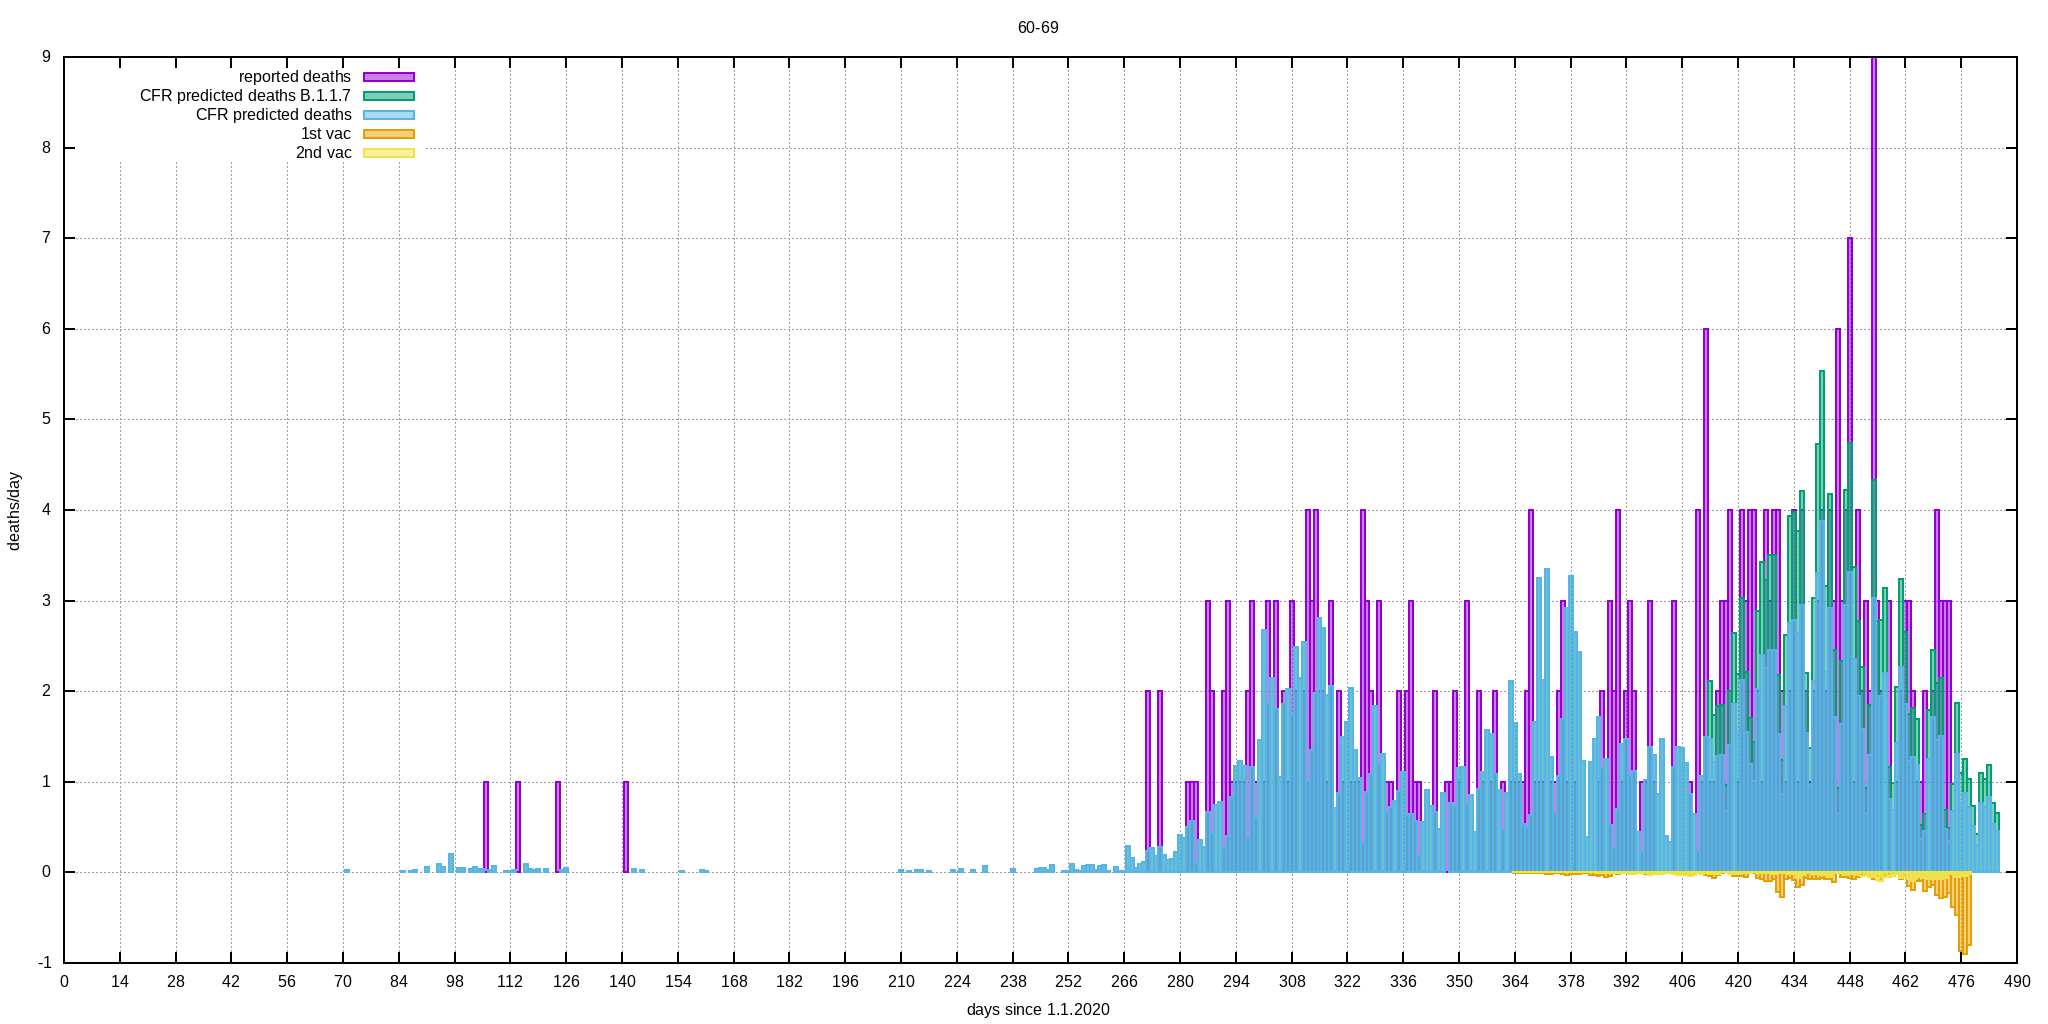 60-69
reported deaths
CFR predicted deaths B.1.1.7
CFR predicted deaths
1st vac
2nd vac
deaths/day
9
8
7
6
5
4
3
2
1
0
-1
0 14 28 42 56 70 84 98 112 126 140 154 168 182 196 210 224 238 252 266 280 294 308 322 336 350 364 378 392 406 420 434 448 462 476 490
days since 1.1.2020